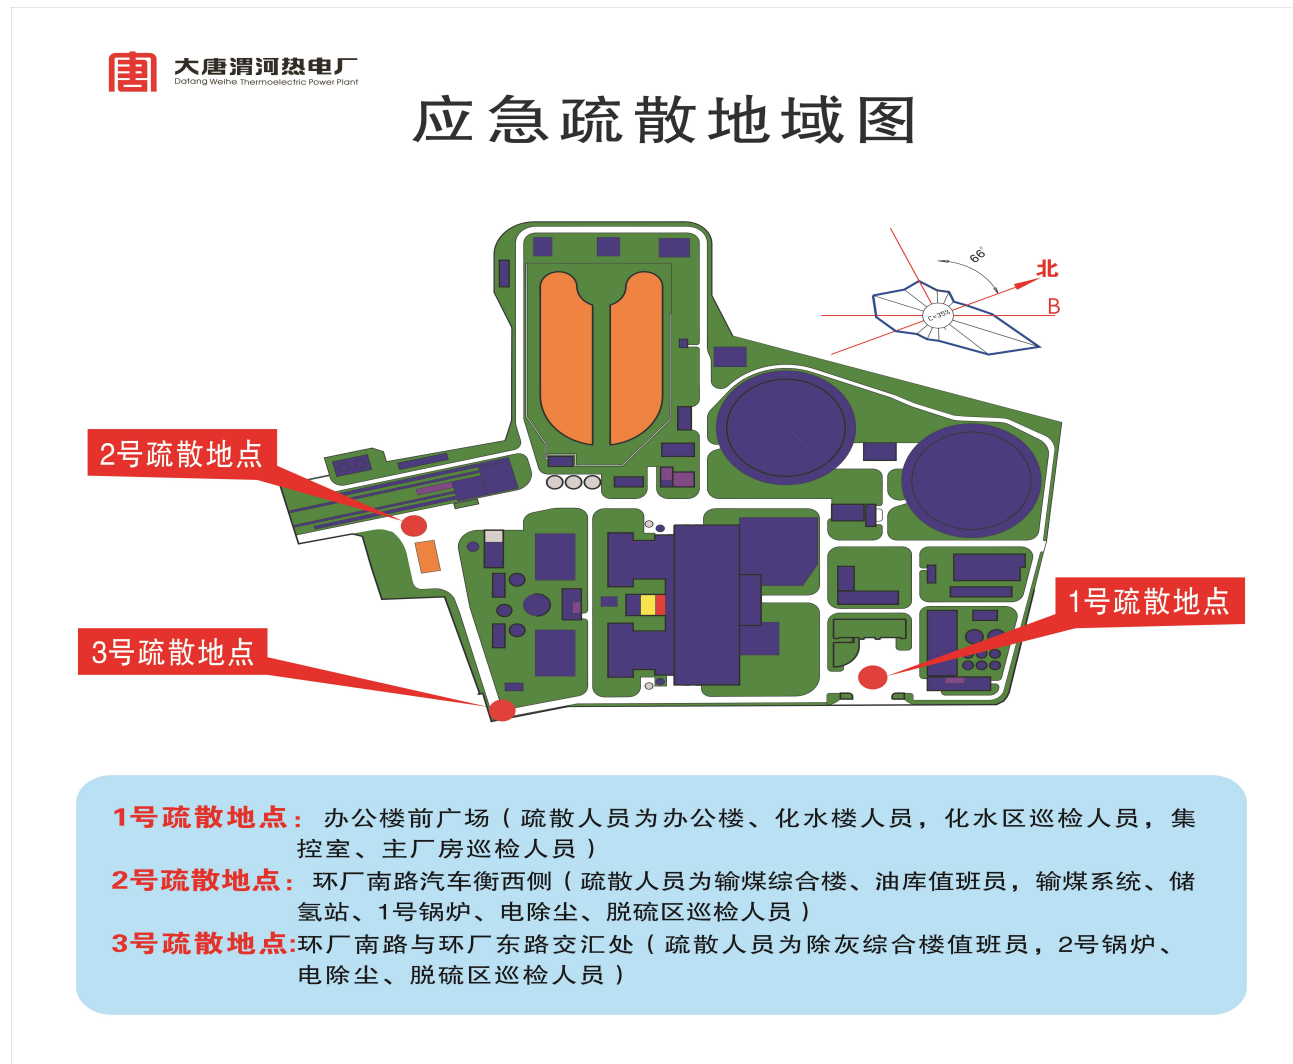 大唐渭河热电厂
Datang Weihe Thermoelectric Power Plant
应急疏散地域图
66°
北
B
C=35%
2号疏散地点
1号疏散地点
3号疏散地点
1号疏散地点：办公楼前广场（疏散人员为办公楼、化水楼人员，化水区巡检人员，集
控室、主厂房巡检人员）
2号疏散地点：环厂南路汽车衡西侧（疏散人员为输煤综合楼、油库值班员，输煤系统、储
氢站、1号锅炉、电除尘、脱硫区巡检人员）
3号疏散地点:环厂南路与环厂东路交汇处（疏散人员为除灰综合楼值班员，2号锅炉、
电除尘、脱硫区巡检人员）